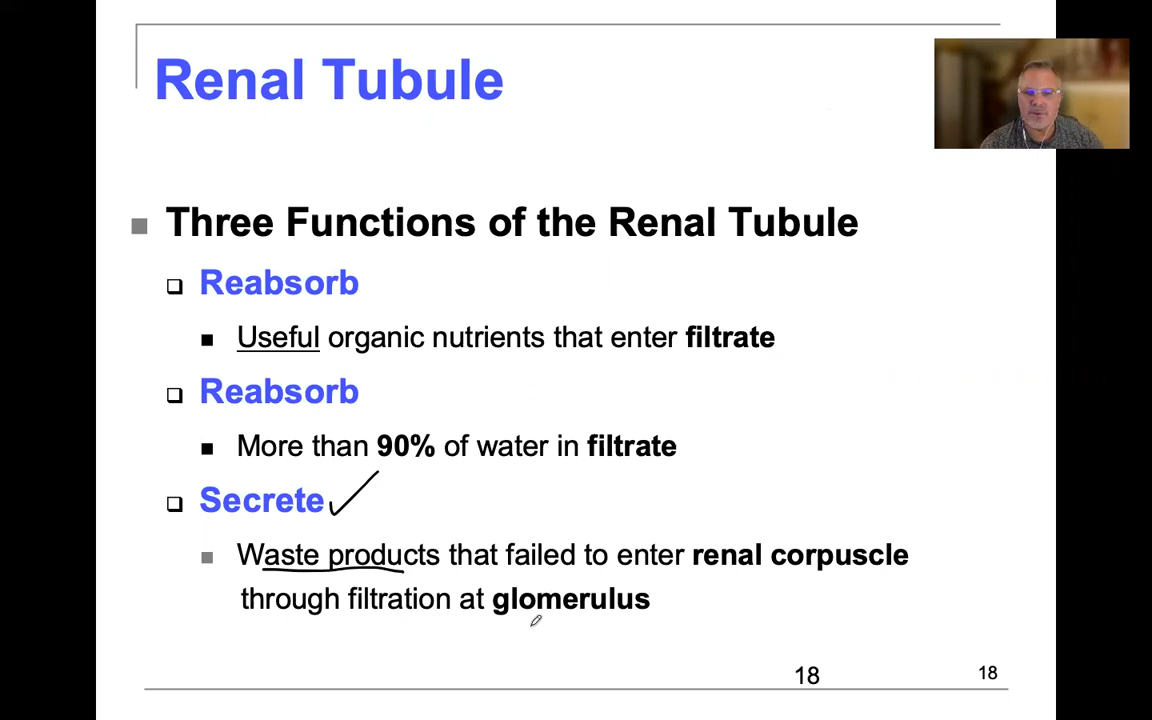 Renal Tubule
Three Functions of the Renal Tubule
Reabsorb
Useful organic nutrients that enter filtrate
Reabsorb
More than 90% of water in filtrate
Secrete
Waste products that failed to enter renal corpuscle
through filtration at glomerulus
18 18